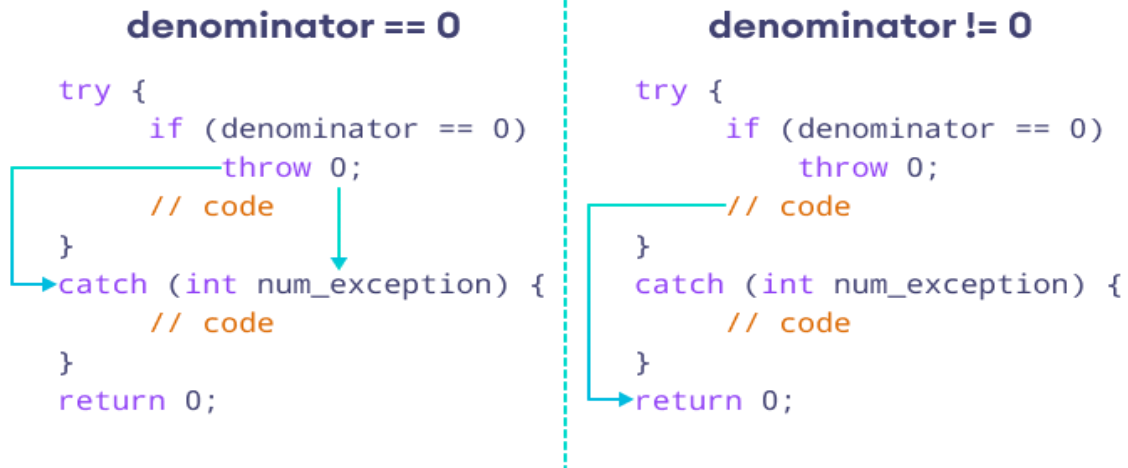 denominator == 0
try {
if (denominator == 0)
throw 0;
// code
}
catch (int num_exception) {
// code
}
return 0;
denominator != 0
try {
if (denominator == 0)
throw 0;
// code
}
catch (int num_exception) {
// code
}
return 0;